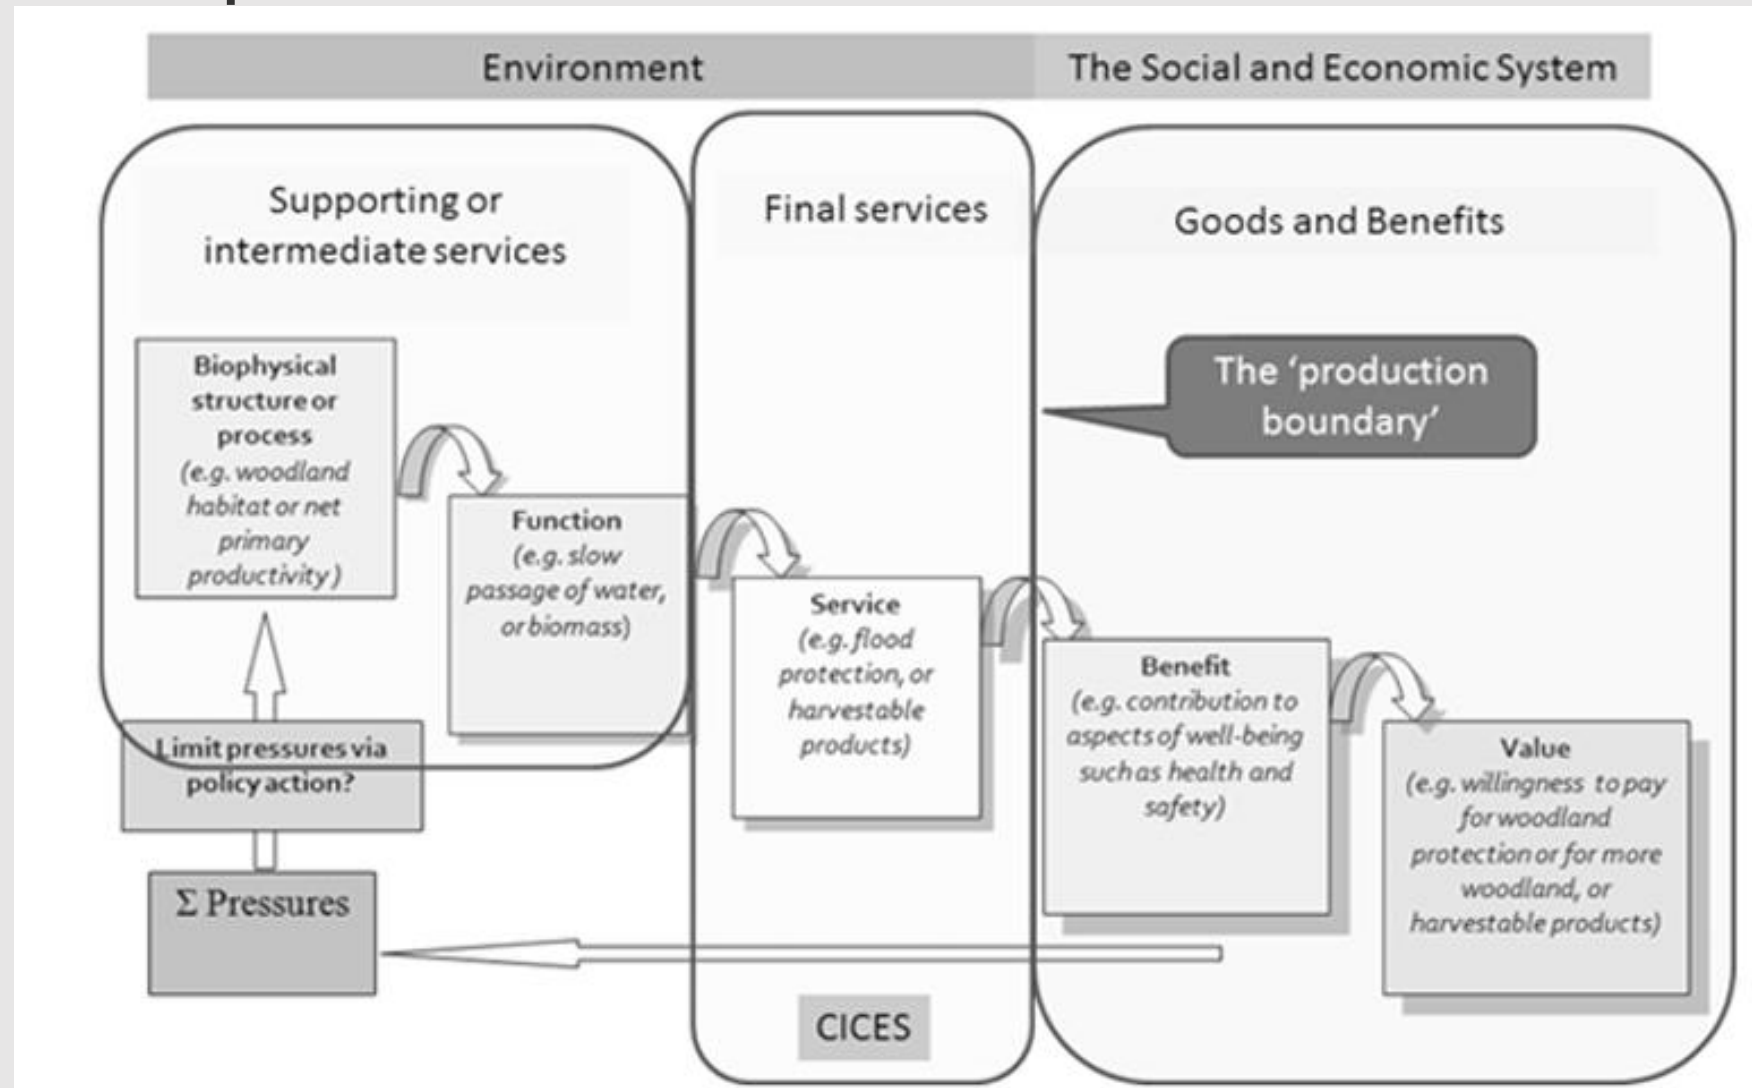 Environment
The Social and Economic System
Supporting or
intermediate services
Final services
Goods and Benefits
The ‘production
boundary’
Biophysical
structure or
process
(e.g. woodland
habitat or net
primary
productivity)
Function
(e.g. slow
passage of water,
or biomass)
Service
(e.g. flood
protection, or
harvestable
products)
Benefit
(e.g. contribution to
aspects of well-being
such as health and
safety)
Value
(e.g. willingness to pay
for woodland
protection or for more
woodland, or
harvestable products)
Limit pressures via
policy action?
Σ Pressures
CICES